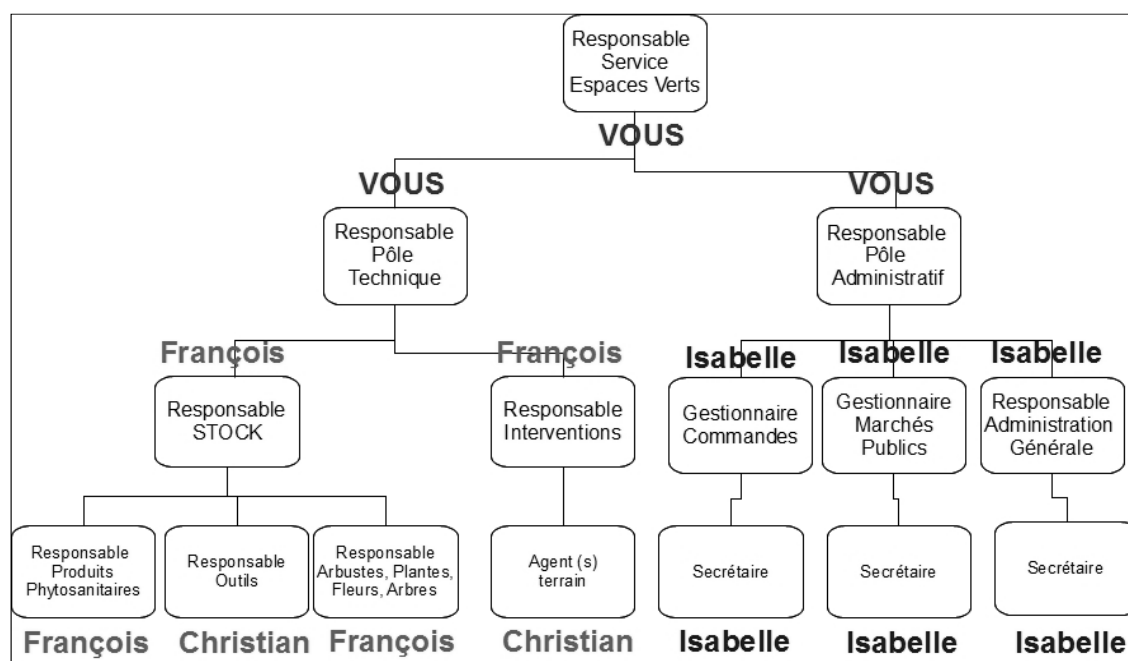 Responsable
Service
Espaces Verts
VOUS
VOUS
VOUS
Responsable
Pôle
Technique
Responsable
Pôle
Administratif
François
François
Isabelle
Isabelle
Isabelle
Responsable
STOCK
Responsable
Interventions
Gestionnaire
Commandes
Gestionnaire
Marchés
Publics
Responsable
Administration
Générale
Responsable
Produits
Phytosanitaires
Responsable
Outils
Responsable
Arbustes, Plantes,
Fleurs, Arbres
Agent (s)
terrain
Secrétaire
Secrétaire
Secrétaire
François
Christian
François
Christian
Isabelle
Isabelle
Isabelle